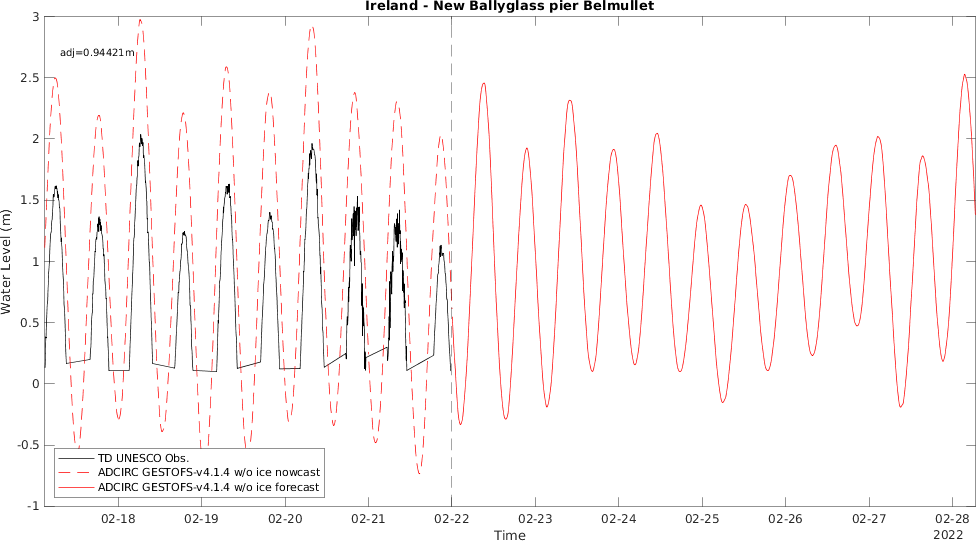 Ireland - New Ballyglass pier Belmullet
adj=0.94421m
3
2.5
2
1.5
1
0.5
0
-0.5
-1
Water Level (m)
TD UNESCO Obs.
ADCIRC GESTOFS-v4.1.4 w/o ice nowcast
ADCIRC GESTOFS-v4.1.4 w/o ice forecast
02-18 02-19 02-20 02-21 02-22 02-23 02-24 02-25 02-26 02-27 02-28
Time
2022